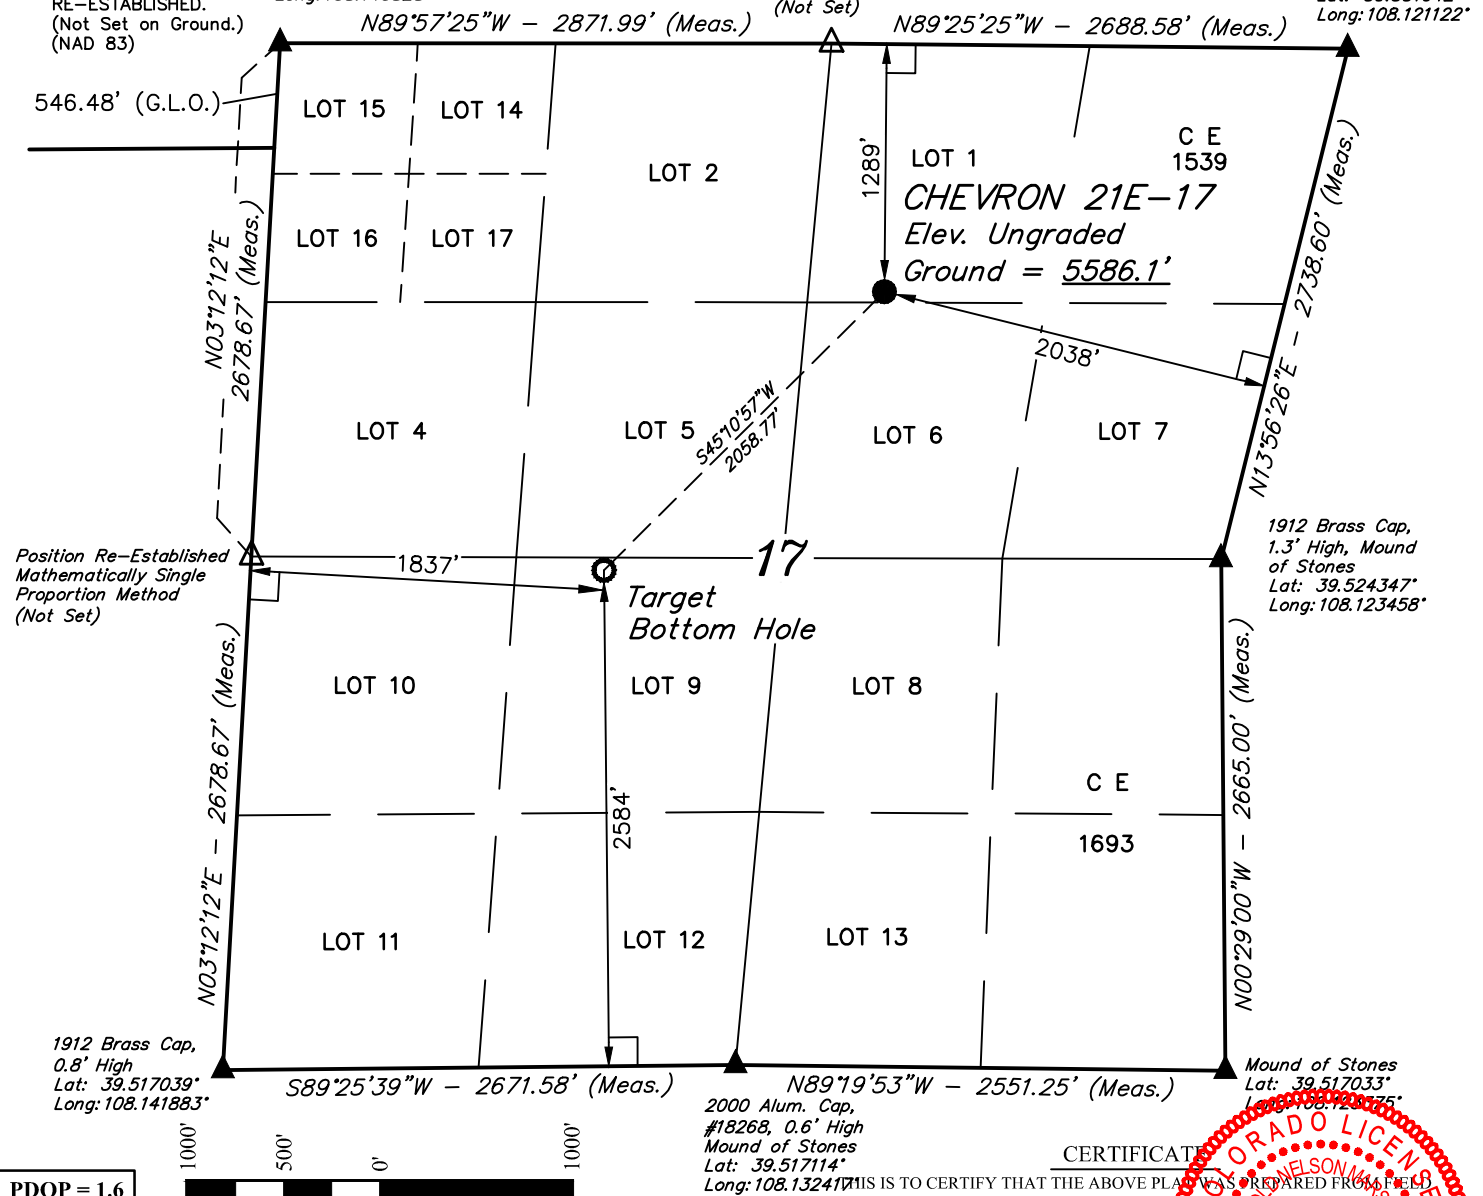 RE-ESTABLISHED.
(Not Set on Ground.)
(NAD 83)
(Not Set)
Long: 108.121122°
N89°57'25"W - 2871.99' (Meas.)
N89°25'25"W - 2688.58' (Meas.)
546.48' (G.L.O.)
LOT 15
LOT 14
LOT 2
1289'
LOT 1
C E
1539
CHEVRON 21E-17
Elev. Ungraded
Ground = 5586.1'
LOT 16
LOT 17
N03°12'12"E
2678.67' (Meas.)
N13°56'26"E - 2738.60' (Meas.)
2038'
LOT 4
LOT 5
S45°10'57"W
2058.77'
LOT 6
LOT 7
1912 Brass Cap,
1.3' High, Mound
of Stones
Lat: 39.524347°
Long: 108.123458°
Position Re-Established
Mathematically Single
Proportion Method
(Not Set)
1837'
17
Target
Bottom Hole
LOT 10
LOT 9
LOT 8
N03°12'12"E - 2678.67' (Meas.)
2584'
C E
1693
N00°29'00"W - 2665.00' (Meas.)
LOT 11
LOT 12
LOT 13
1912 Brass Cap,
0.8' High
Lat: 39.517039°
Long: 108.141883°
S89°25'39"W - 2671.58' (Meas.)
N89°19'53"W - 2551.25' (Meas.)
Mound of Stones
Lat: 39.517033°
2000 Alum. Cap,
#18268, 0.6' High
Mound of Stones
Lat: 39.517114°
Long: 108.132417°
1000'
500'
0'
1000'
PDOP = 1.6
CERTIFICATE
THIS IS TO CERTIFY THAT THE ABOVE PLAT WAS PREPARED FROM FIELD
COLORADO LICENSE
NELSON